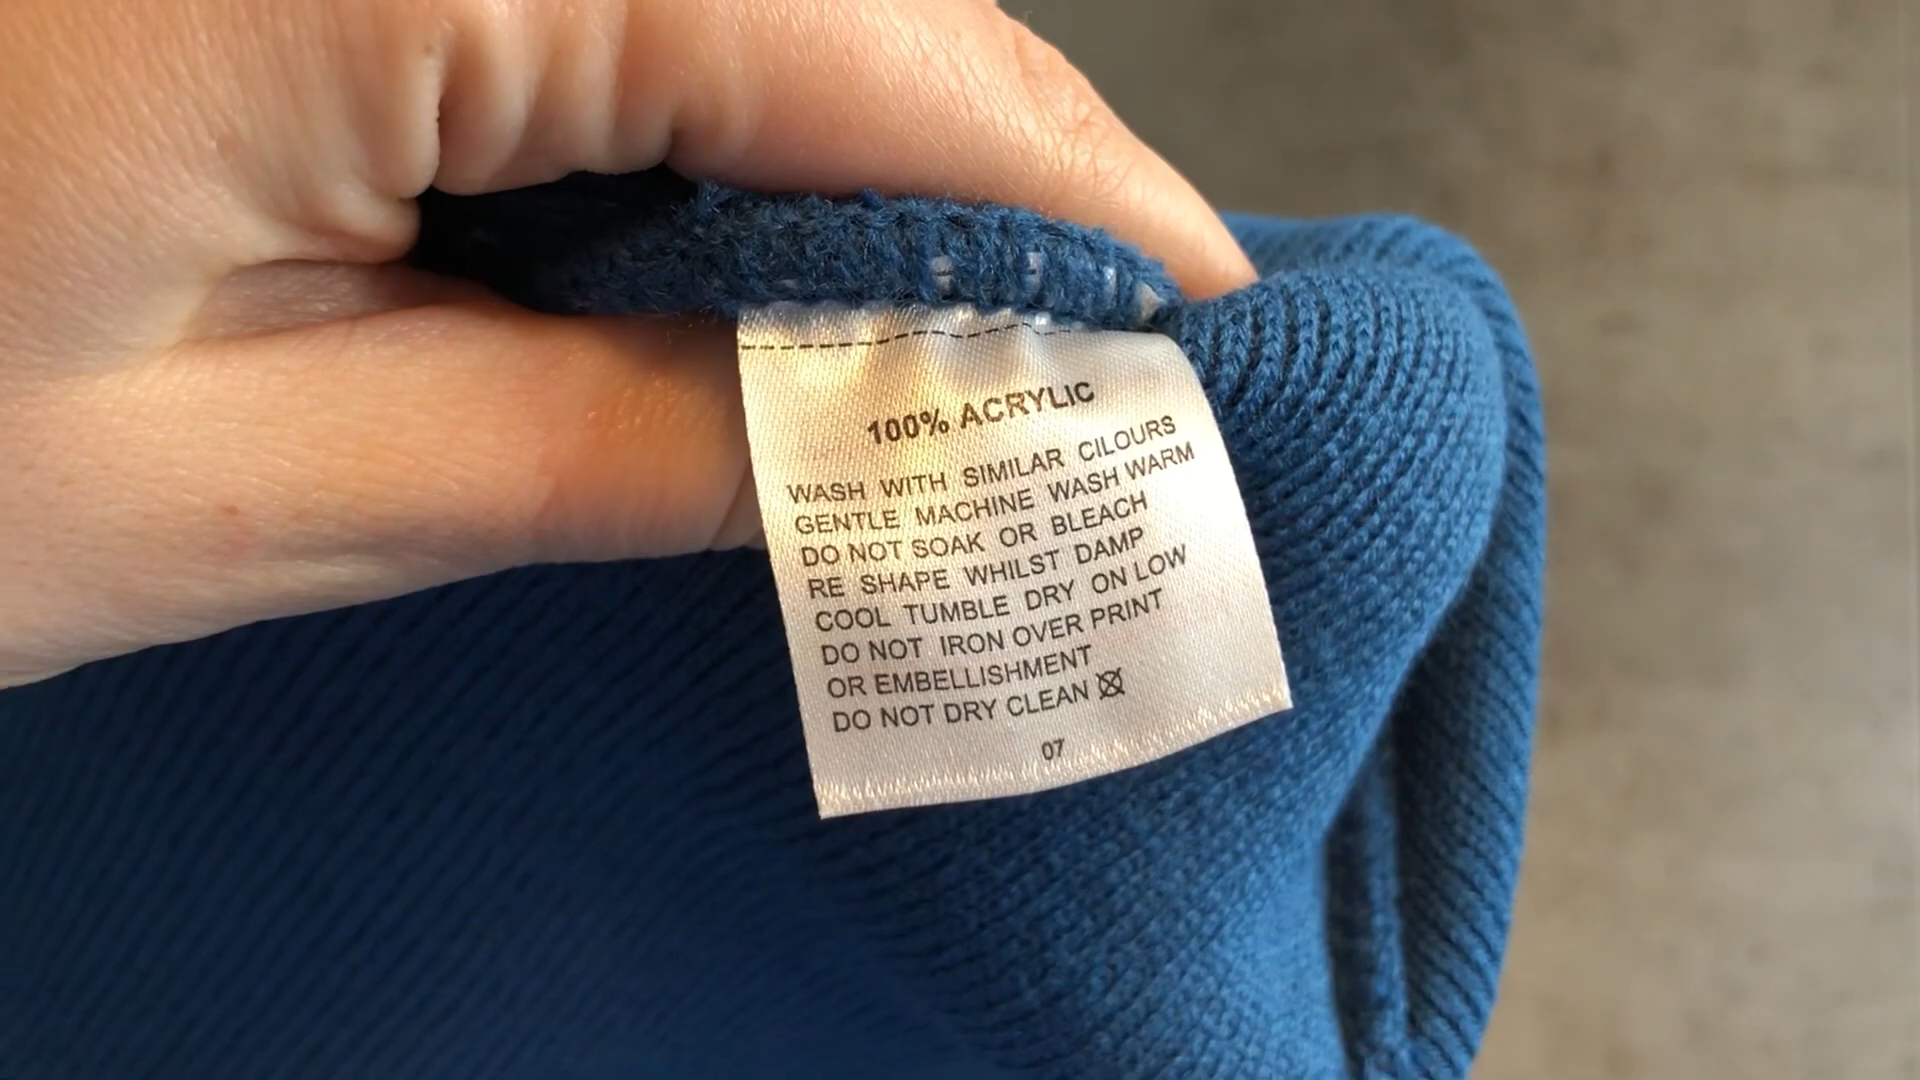 100% ACRYLIC
WASH WITH SIMILAR CILOURS
GENTLE MACHINE WASH WARM
DO NOT SOAK OR BLEACH
RE SHAPE WHILST DAMP
COOL TUMBLE DRY ON LOW
DO NOT IRON OVER PRINT
OR EMBELLISHMENT
DO NOT DRY CLEAN
07